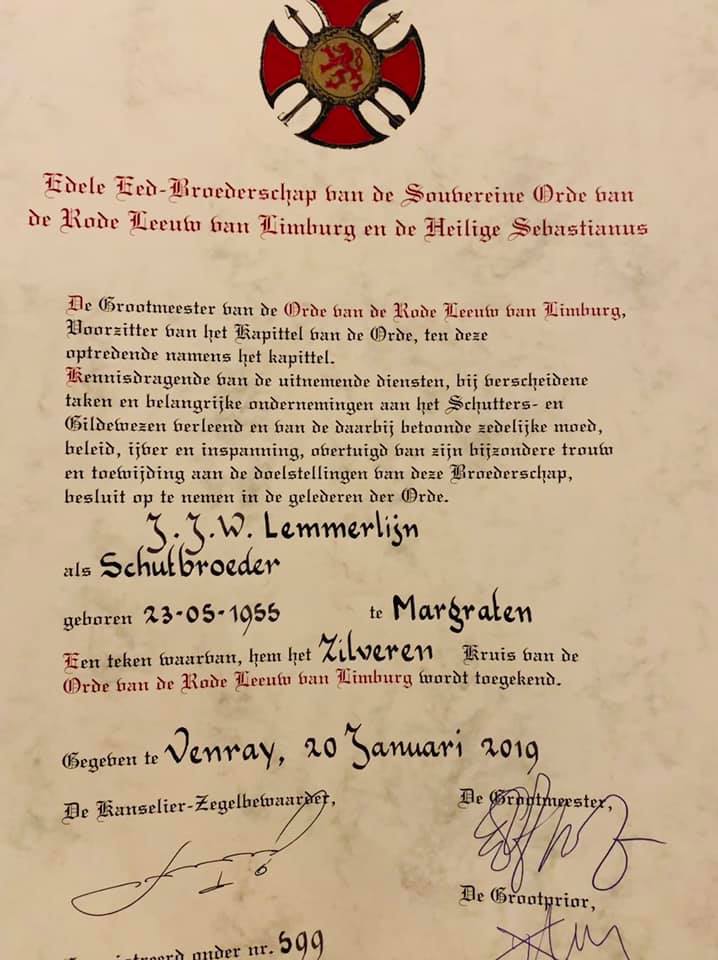 Edele Eed-Broederschap van de Souvereine Orde van
de Rode Leeuw van Limburg en de Heilige Sebastianus
De Grootmeester van de Orde van de Rode Leeuw van Limburg,
Voorzitter van het Kapittel van de Orde, ten deze
optredende namens het kapittel.
Kennisdragende van de uitnemende diensten, bij verscheidene
taken en belangrijke ondernemingen aan het Schutters- en
Gildewezen verleend en van de daarbij betoonde zedelijke moed,
beleid, ijver en inspanning, overtuigd van zijn bijzondere trouw
en toewijding aan de doelstellingen van deze Broederschap,
besluit op te nemen in de gelederen der Orde.
J.J.W. Lemmerlijn
als Schutbroeder
geboren 23-05-1955 te Margraten
Een teken waarvan, hem het Zilveren Kruis van de
Orde van de Rode Leeuw van Limburg wordt toegekend.
Gegeven te Venray, 20 Januari 2019
De Kanselier-Zegelbewaarder, De Grootmeester,
De Grootprior,
onder nr. 599